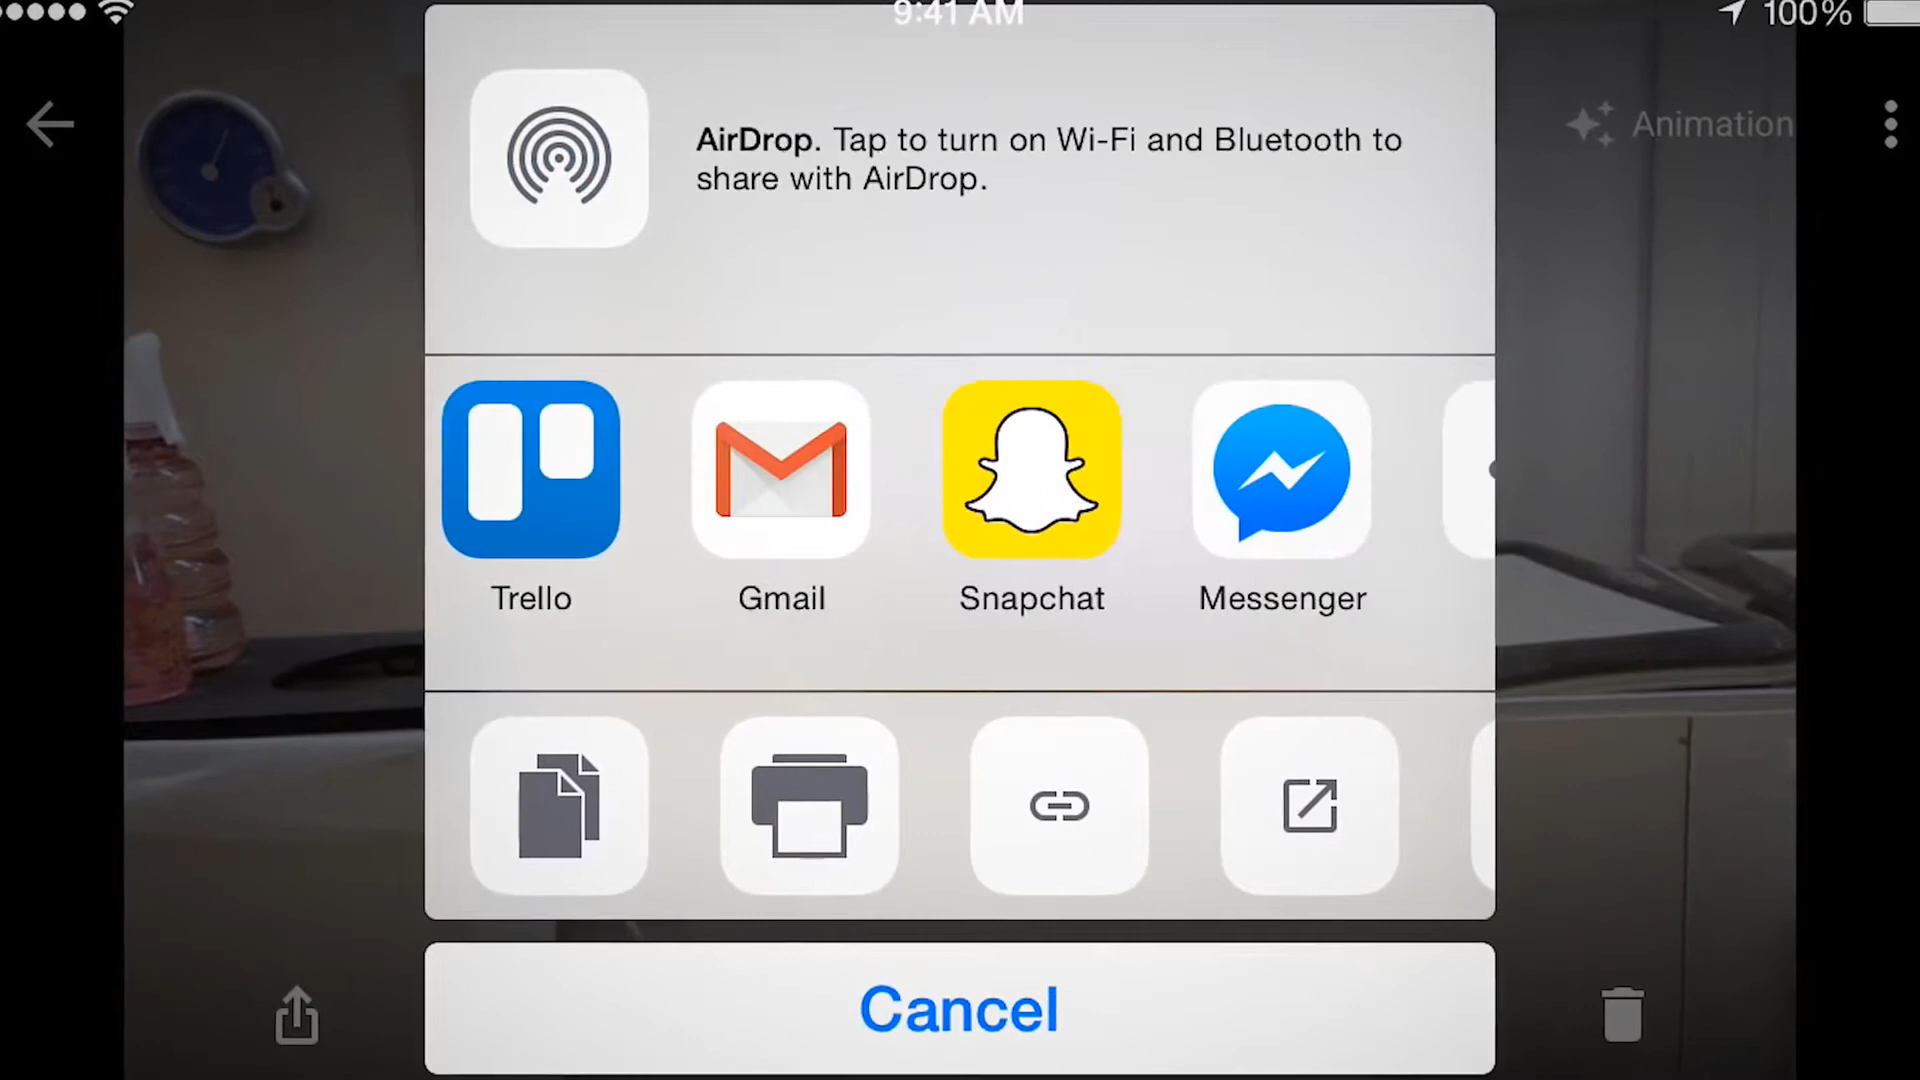 9:41 AM
100%
Animation
AirDrop. Tap to turn on Wi-Fi and Bluetooth to
share with AirDrop.
Trello
Gmail
Snapchat
Messenger
Cancel